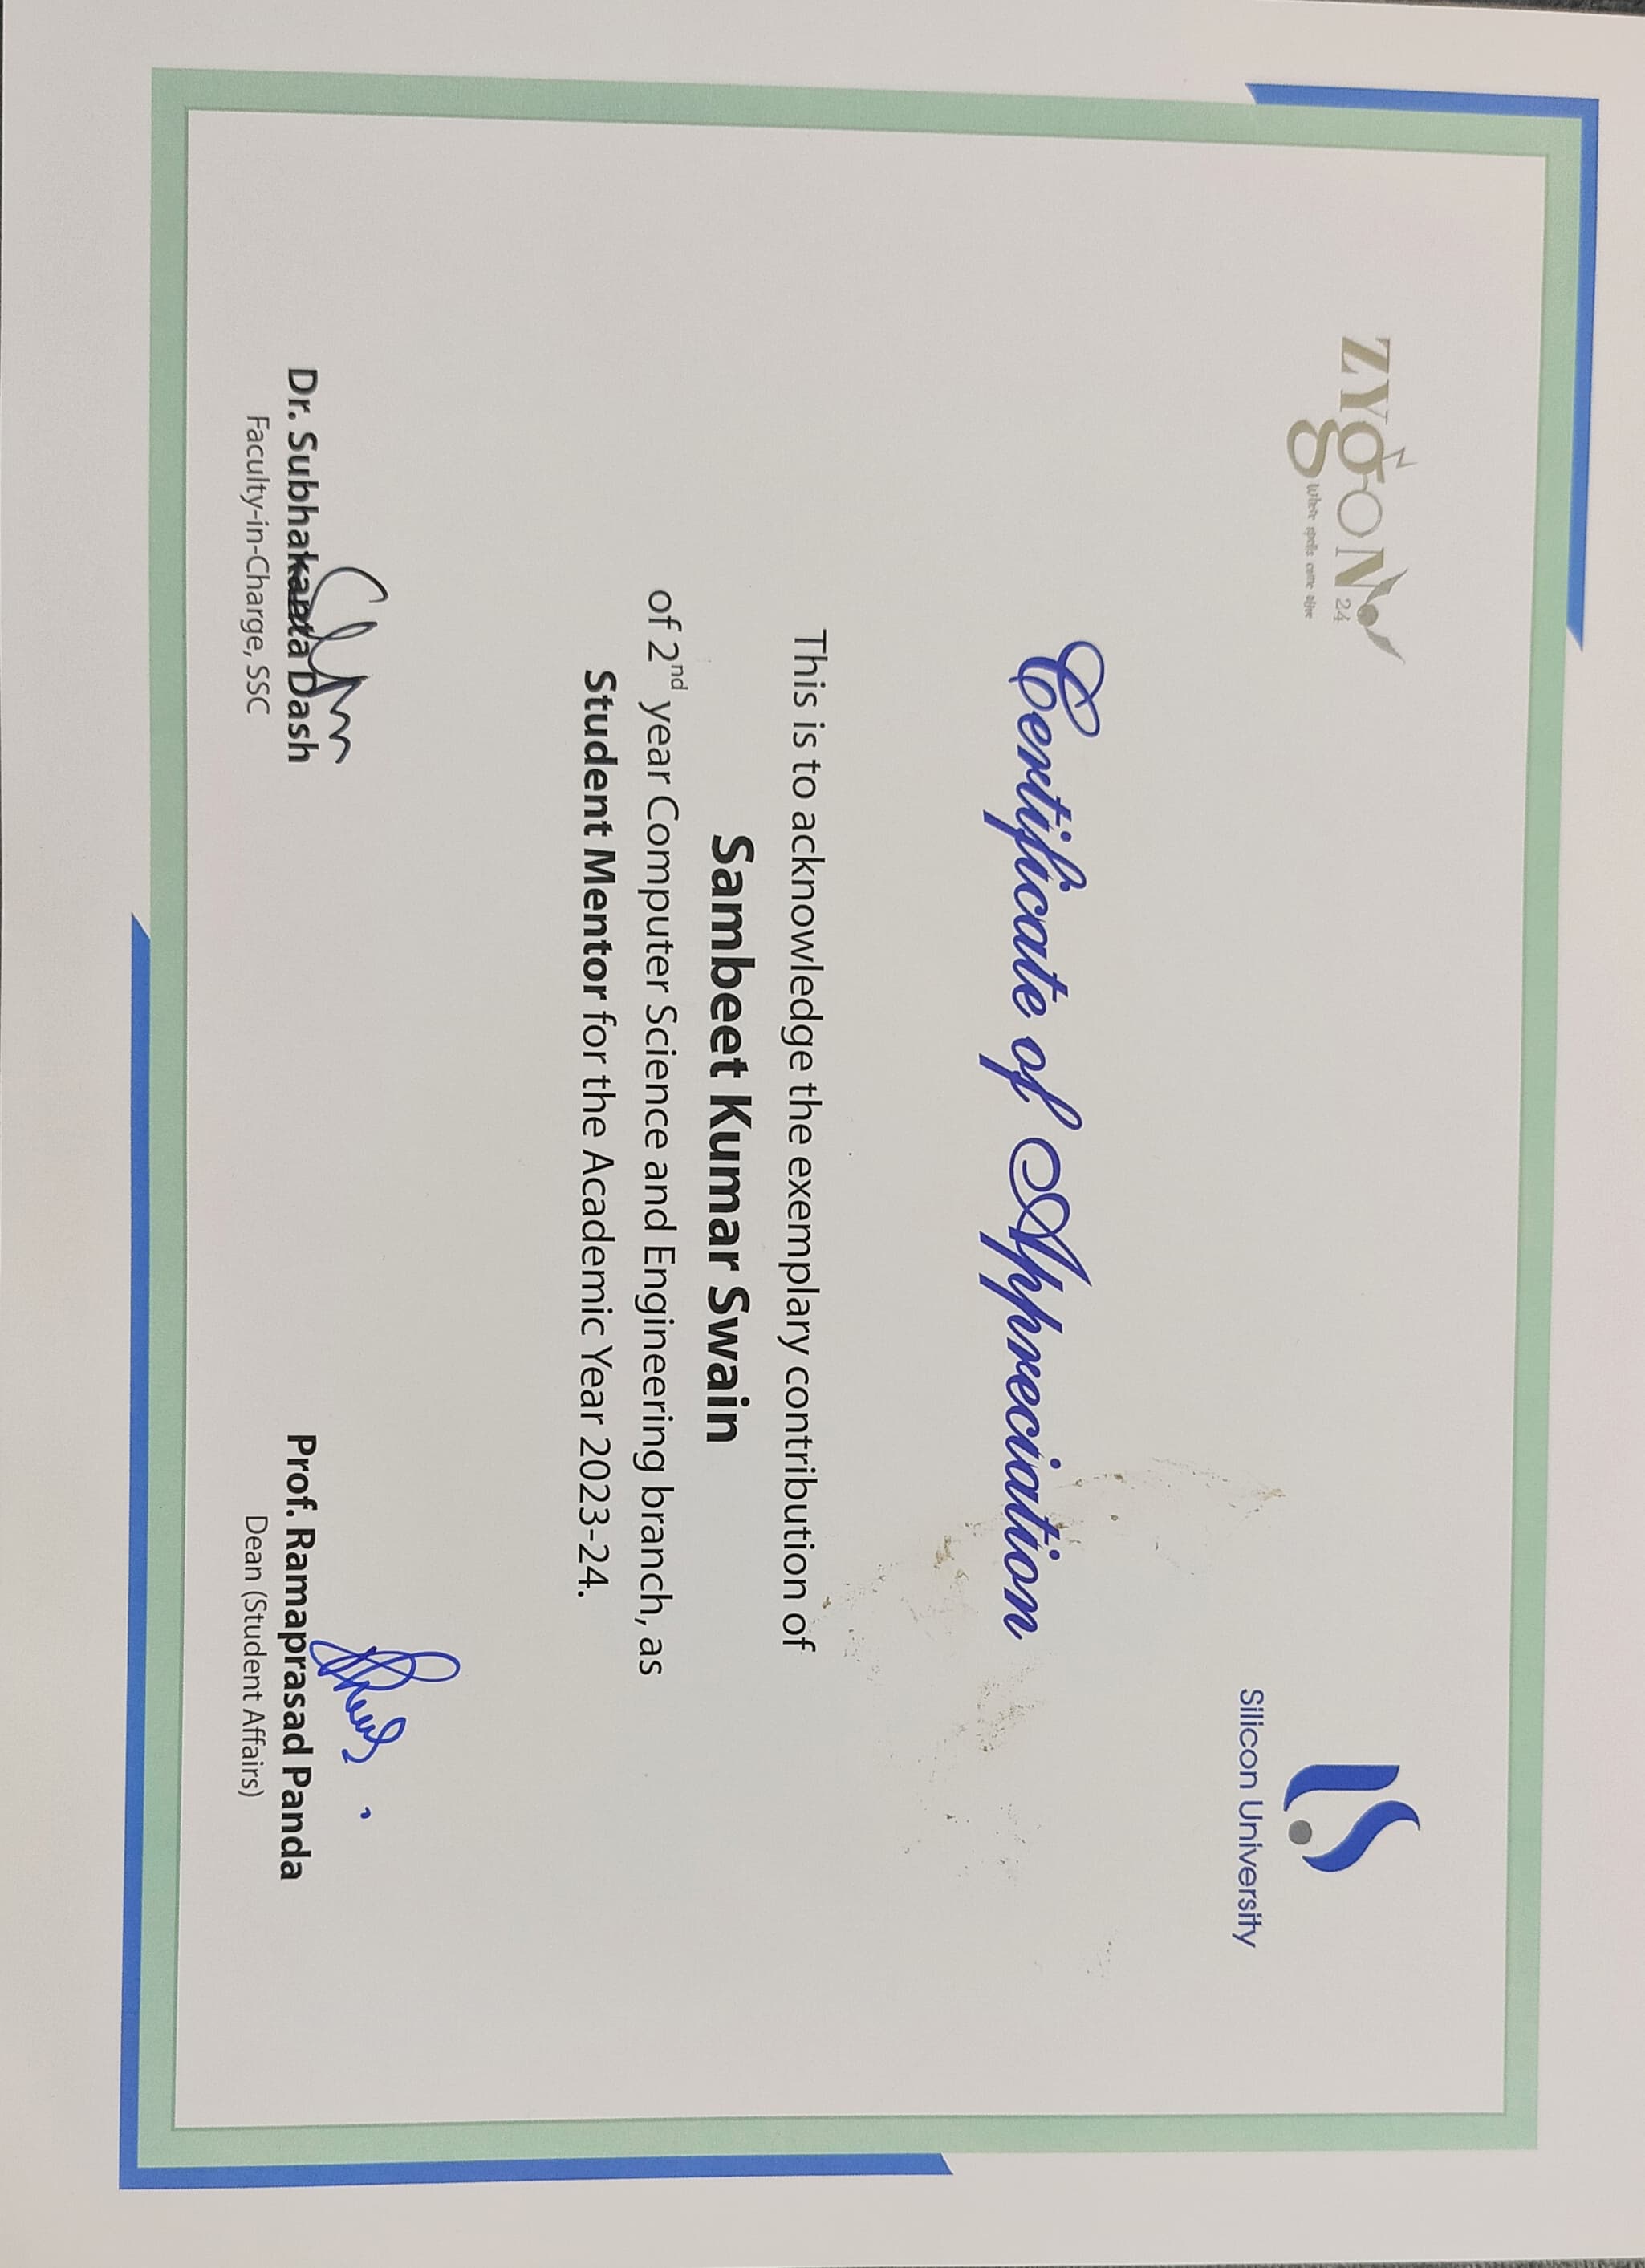 ZYgON
24
Where spells come alive
Silicon University
Certificate of Appreciation
This is to acknowledge the exemplary contribution of
Sambeet Kumar Swain
of 2nd year Computer Science and Engineering branch, as
Student Mentor for the Academic Year 2023-24.
Dr. Subhakanta Dash
Faculty-in-Charge, SSC
Prof. Ramaprasad Panda
Dean (Student Affairs)